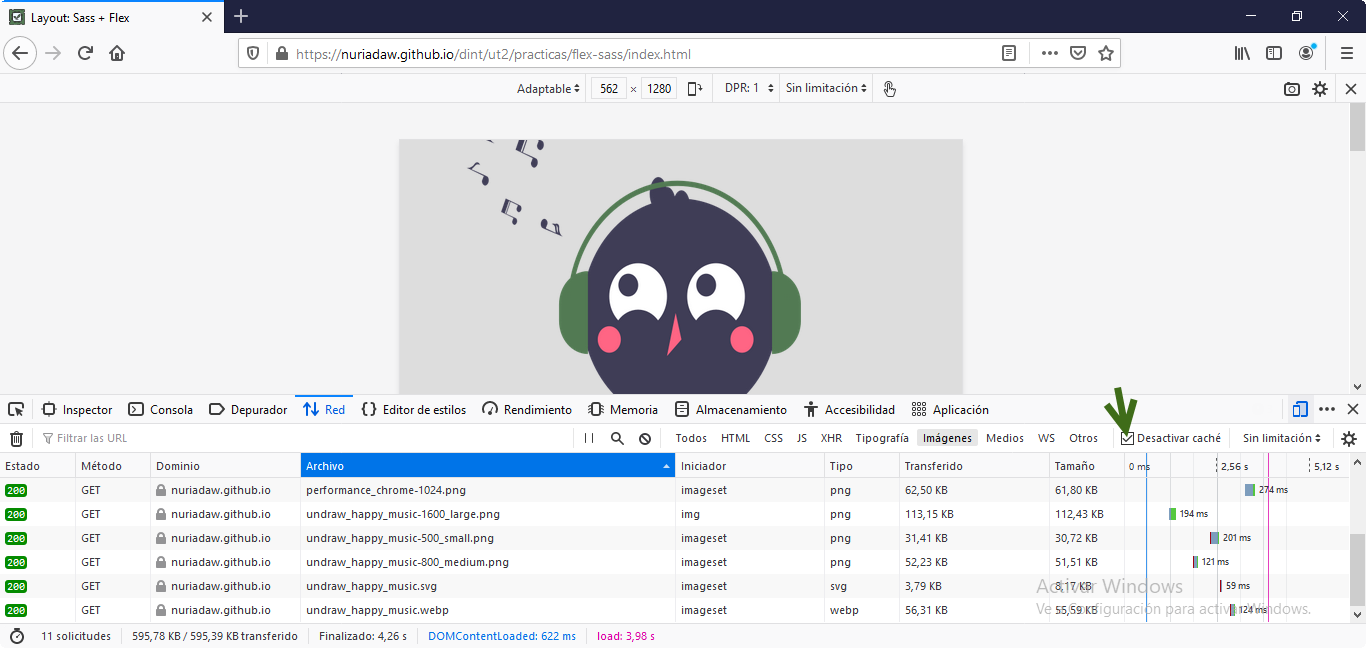 Layout: Sass + Flex
https://nuriadaw.github.io/dint/ut2/practicas/flex-sass/index.html
Adaptable 562 × 1280 DPR: 1 Sin limitación
Inspector Consola Depurador Red Editor de estilos Rendimiento Memoria Almacenamiento Accesibilidad Aplicación
Filtrar las URL Todos HTML CSS JS XHR Tipografía Imágenes Medios WS Otros Desactivar caché Sin limitación
Estado Método Dominio Archivo Iniciador Tipo Transferido Tamaño 0 ms 2,56 s 5,12 s
200 GET nuriadaw.github.io performance_chrome-1024.png imageset png 62,50 KB 61,80 KB 274 ms
200 GET nuriadaw.github.io undraw_happy_music-1600_large.png img png 113,15 KB 112,43 KB 194 ms
200 GET nuriadaw.github.io undraw_happy_music-500_small.png imageset png 31,41 KB 30,72 KB 201 ms
200 GET nuriadaw.github.io undraw_happy_music-800_medium.png imageset png 52,23 KB 51,51 KB 121 ms
200 GET nuriadaw.github.io undraw_happy_music.svg imageset svg 3,79 KB 8,17 KB 59 ms
Activar Windows
200 GET nuriadaw.github.io undraw_happy_music.webp imageset webp 56,31 KB 55,59 KB 124 ms
Ve a Configuración para activar Windows.
11 solicitudes 595,78 KB / 595,39 KB transferido Finalizado: 4,26 s DOMContentLoaded: 622 ms load: 3,98 s